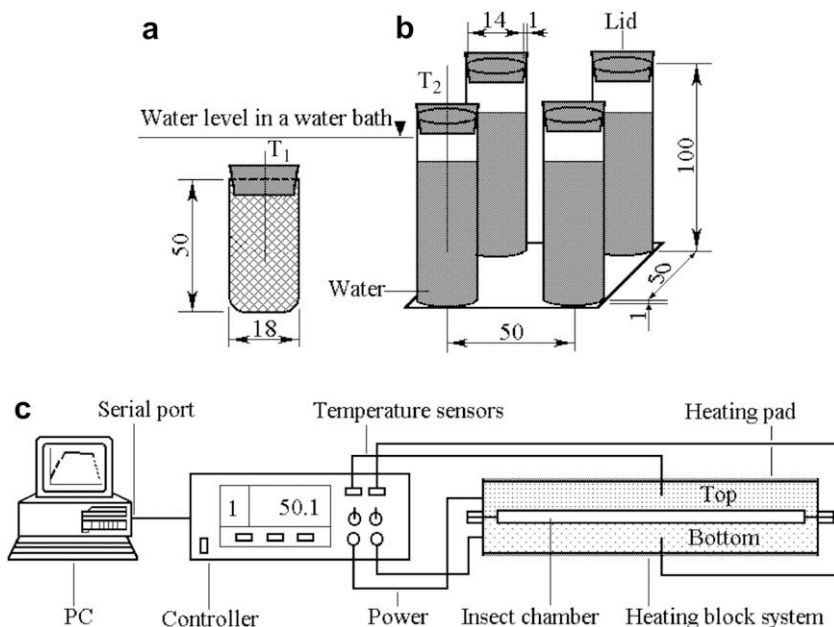 a
b
14
1
Lid
T2
Water level in a water bath
T1
100
50
50
Water
18
50
1
c
Serial port
Temperature sensors
Heating pad
1 50.1
Top
Bottom
PC
Controller
Power
Insect chamber
Heating block system